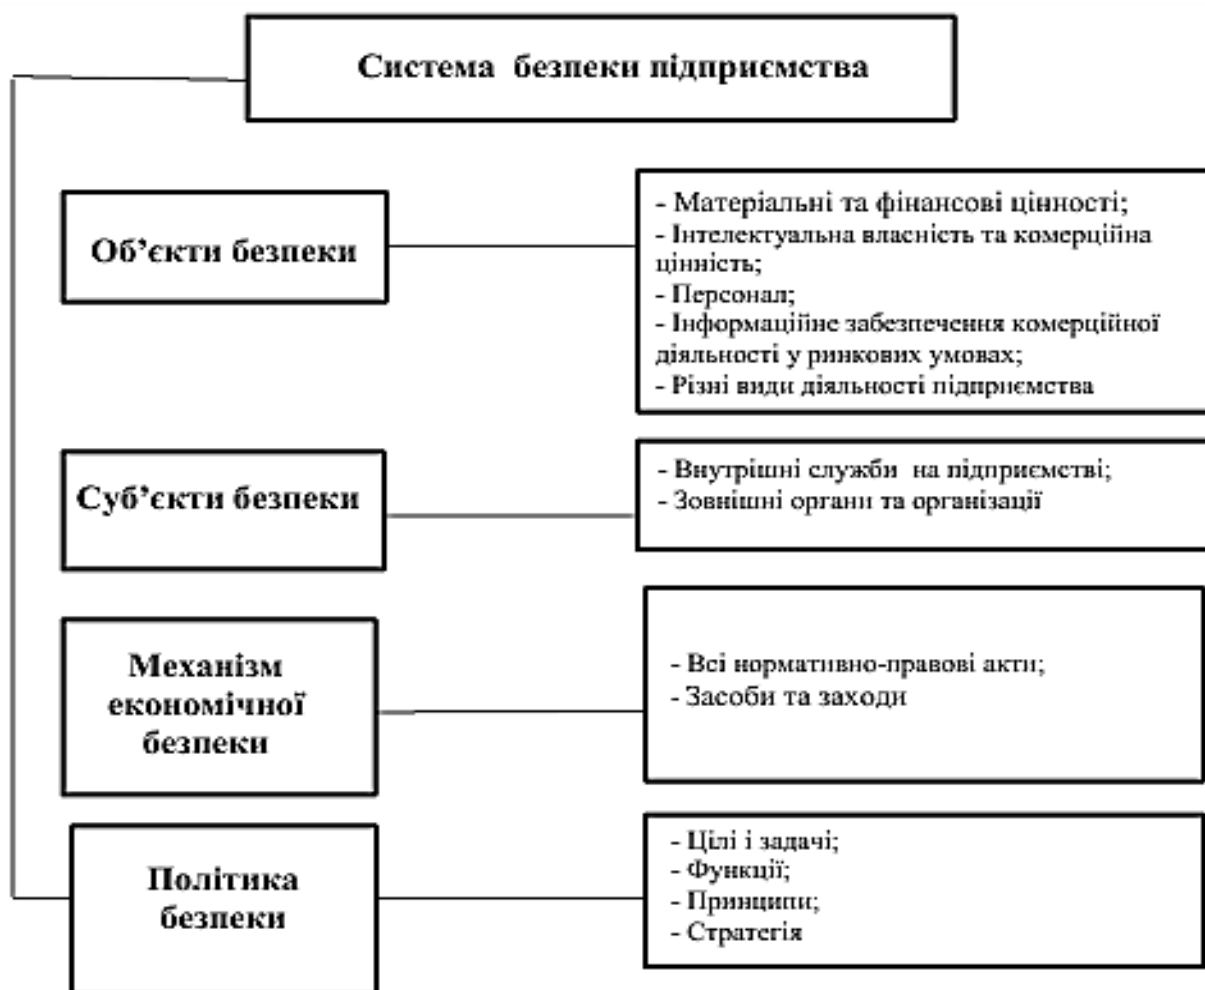 Система безпеки підприємства
Об’єкти безпеки
- Матеріальні та фінансові цінності;
- Інтелектуальна власність та комерційна
цінність;
- Персонал;
- Інформаційне забезпечення комерційної
діяльності у ринкових умовах;
- Різні види діяльності підприємства
Суб’єкти безпеки
- Внутрішні служби на підприємстві;
- Зовнішні органи та організації
Механізм
економічної
безпеки
- Всі нормативно-правові акти;
- Засоби та заходи
Політика
безпеки
- Цілі і задачі;
- Функції;
- Принципи;
- Стратегія